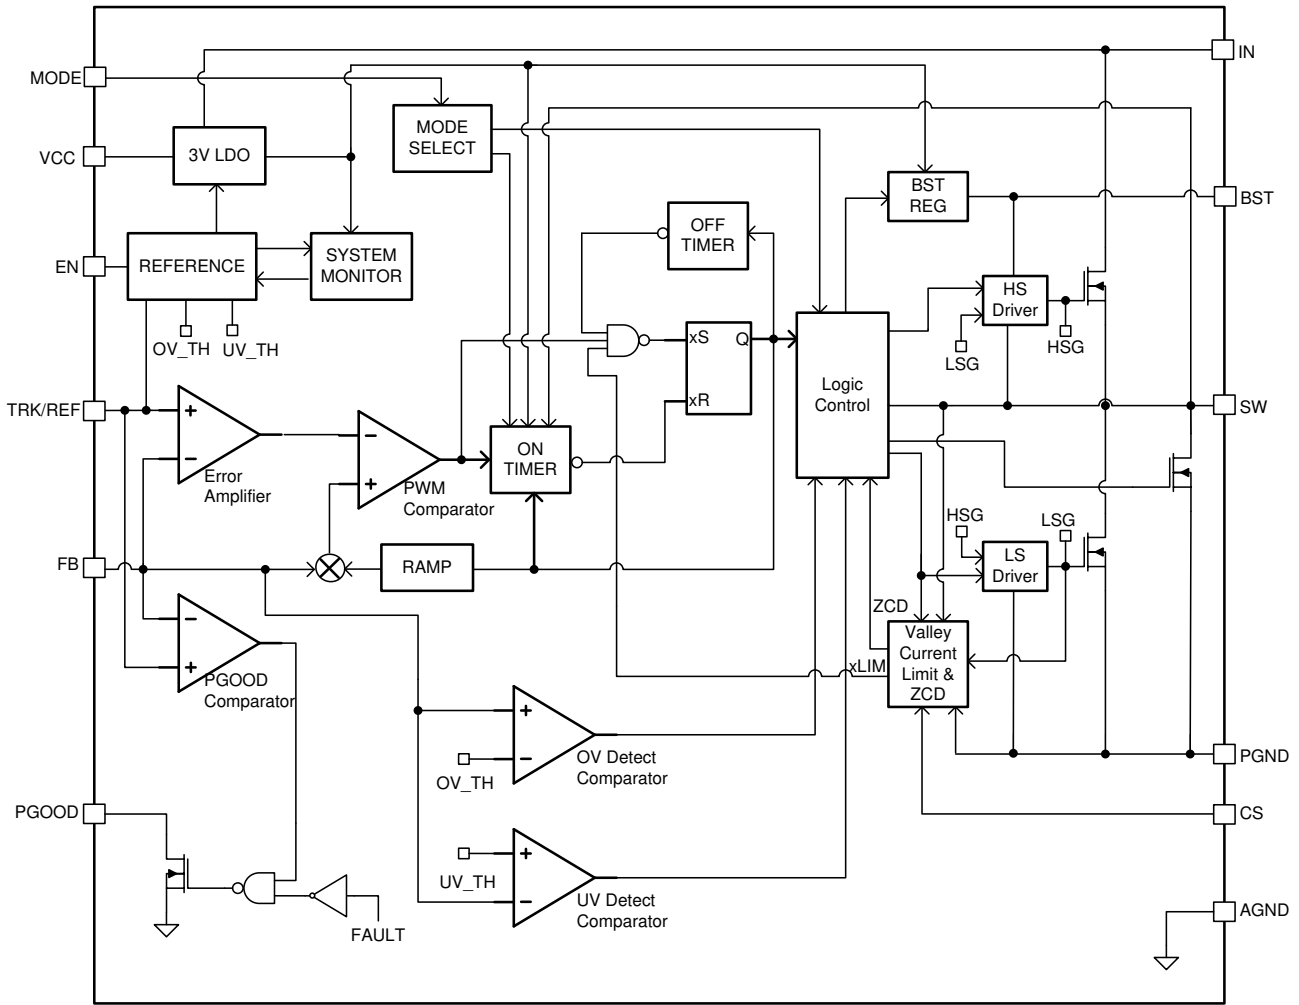 IN
MODE
MODE
SELECT
VCC
3V LDO
BST
REG
BST
OFF
TIMER
EN
REFERENCE
SYSTEM
MONITOR
HS
Driver
OV_TH
UV_TH
xS
Q
HSG
LSG
Logic
Control
TRK/REF
+
−
Error
Amplifier
−
+
PWM
Comparator
xR
ON
TIMER
SW
HSG
LSG
LS
Driver
FB
RAMP
ZCD
Valley
Current
Limit &
ZCD
xLIM
−
+
PGOOD
Comparator
+
−
OV_TH
OV Detect
Comparator
PGND
PGOOD
CS
+
−
UV_TH
UV Detect
Comparator
FAULT
AGND